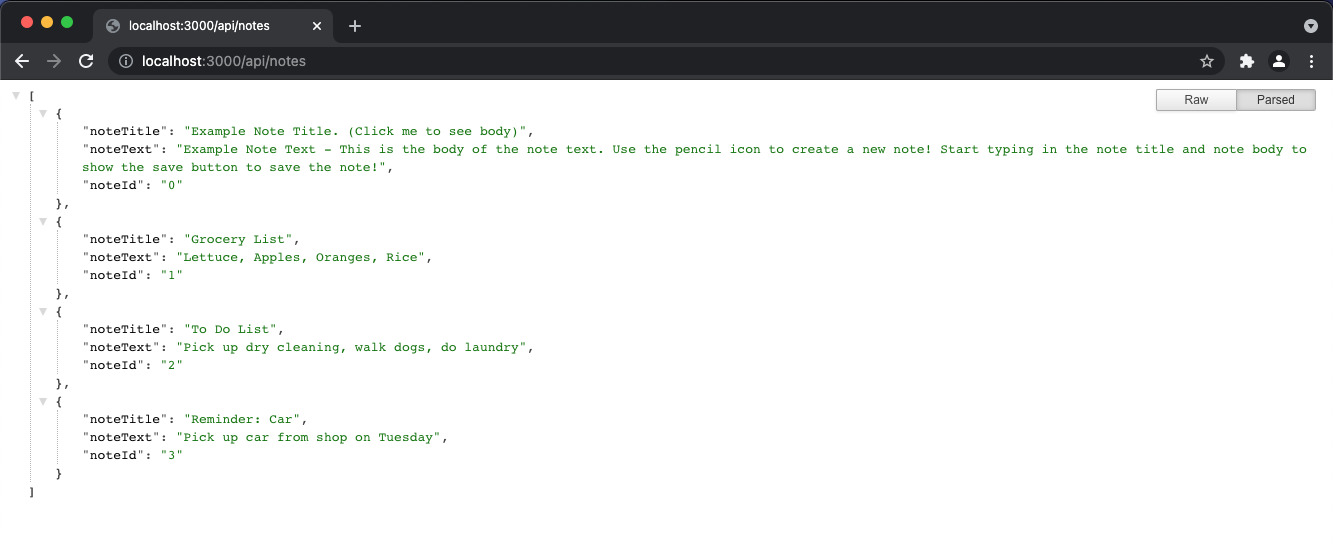 localhost:3000/api/notes
localhost:3000/api/notes
Raw Parsed
[
{
"noteTitle": "Example Note Title. (Click me to see body)",
"noteText": "Example Note Text - This is the body of the note text. Use the pencil icon to create a new note! Start typing in the note title and note body to
show the save button to save the note!",
"noteId": "0"
},
{
"noteTitle": "Grocery List",
"noteText": "Lettuce, Apples, Oranges, Rice",
"noteId": "1"
},
{
"noteTitle": "To Do List",
"noteText": "Pick up dry cleaning, walk dogs, do laundry",
"noteId": "2"
},
{
"noteTitle": "Reminder: Car",
"noteText": "Pick up car from shop on Tuesday",
"noteId": "3"
}
]